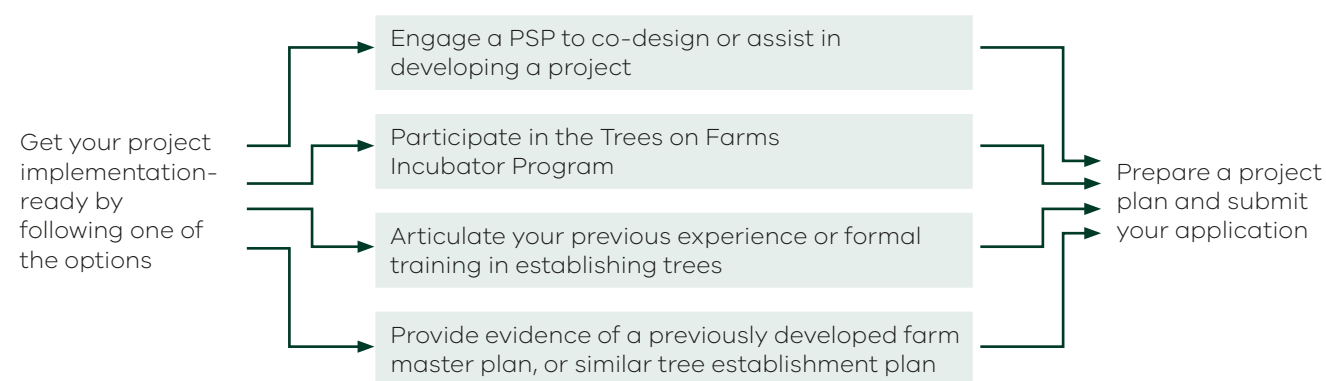 Get your project
implementation-
ready by
following one of
the options
Engage a PSP to co-design or assist in
developing a project
Participate in the Trees on Farms
Incubator Program
Articulate your previous experience or formal
training in establishing trees
Provide evidence of a previously developed farm
master plan, or similar tree establishment plan
Prepare a project
plan and submit
your application